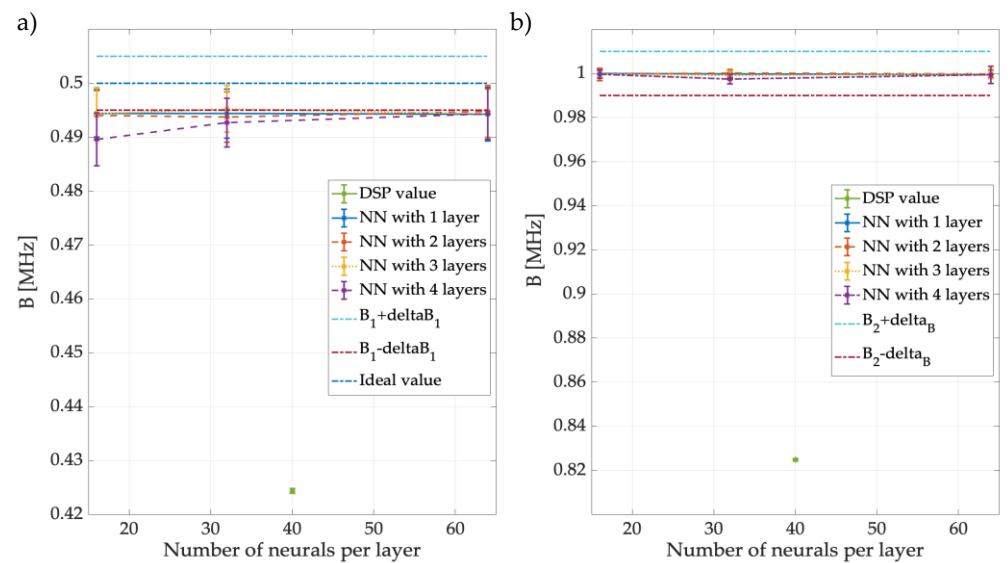 a)
0.5
0.49
0.48
0.47
0.46
0.45
0.44
0.43
0.42
B [MHz]
20 30 40 50 60
Number of neurals per layer
DSP value
NN with 1 layer
NN with 2 layers
NN with 3 layers
NN with 4 layers
B1+deltaB1
B1-deltaB1
Ideal value
b)
1
0.98
0.96
0.94
0.92
0.9
0.88
0.86
0.84
0.82
B [MHz]
20 30 40 50 60
Number of neurals per layer
DSP value
NN with 1 layer
NN with 2 layers
NN with 3 layers
NN with 4 layers
B2+deltaB
B2-deltaB